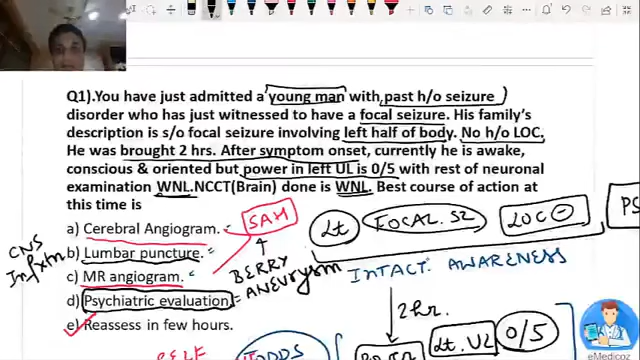 Q1).You have just admitted a young man with past h/o seizure
disorder who has just witnessed to have a focal seizure. His family's
description is s/o focal seizure involving left half of body. No h/o LOC.
He was brought 2 hrs. After symptom onset, currently he is awake,
conscious & oriented but power in left UL is 0/5 with rest of neuronal
examination WNL.NCCT(Brain) done is WNL. Best course of action at
this time is
a) Cerebral Angiogram.
b) Lumbar puncture.
c) MR angiogram.
d) Psychiatric evaluation
e) Reassess in few hours.
CNS
Infxtn
SAH
BERRY
ANEURYSM
Lt
FOCAL. SZ
LOC ⊖
PS
INTACT AWARENESS
2hr.
POWER
Lt. UL
0/5
SELF
TODDS
eMedicoz